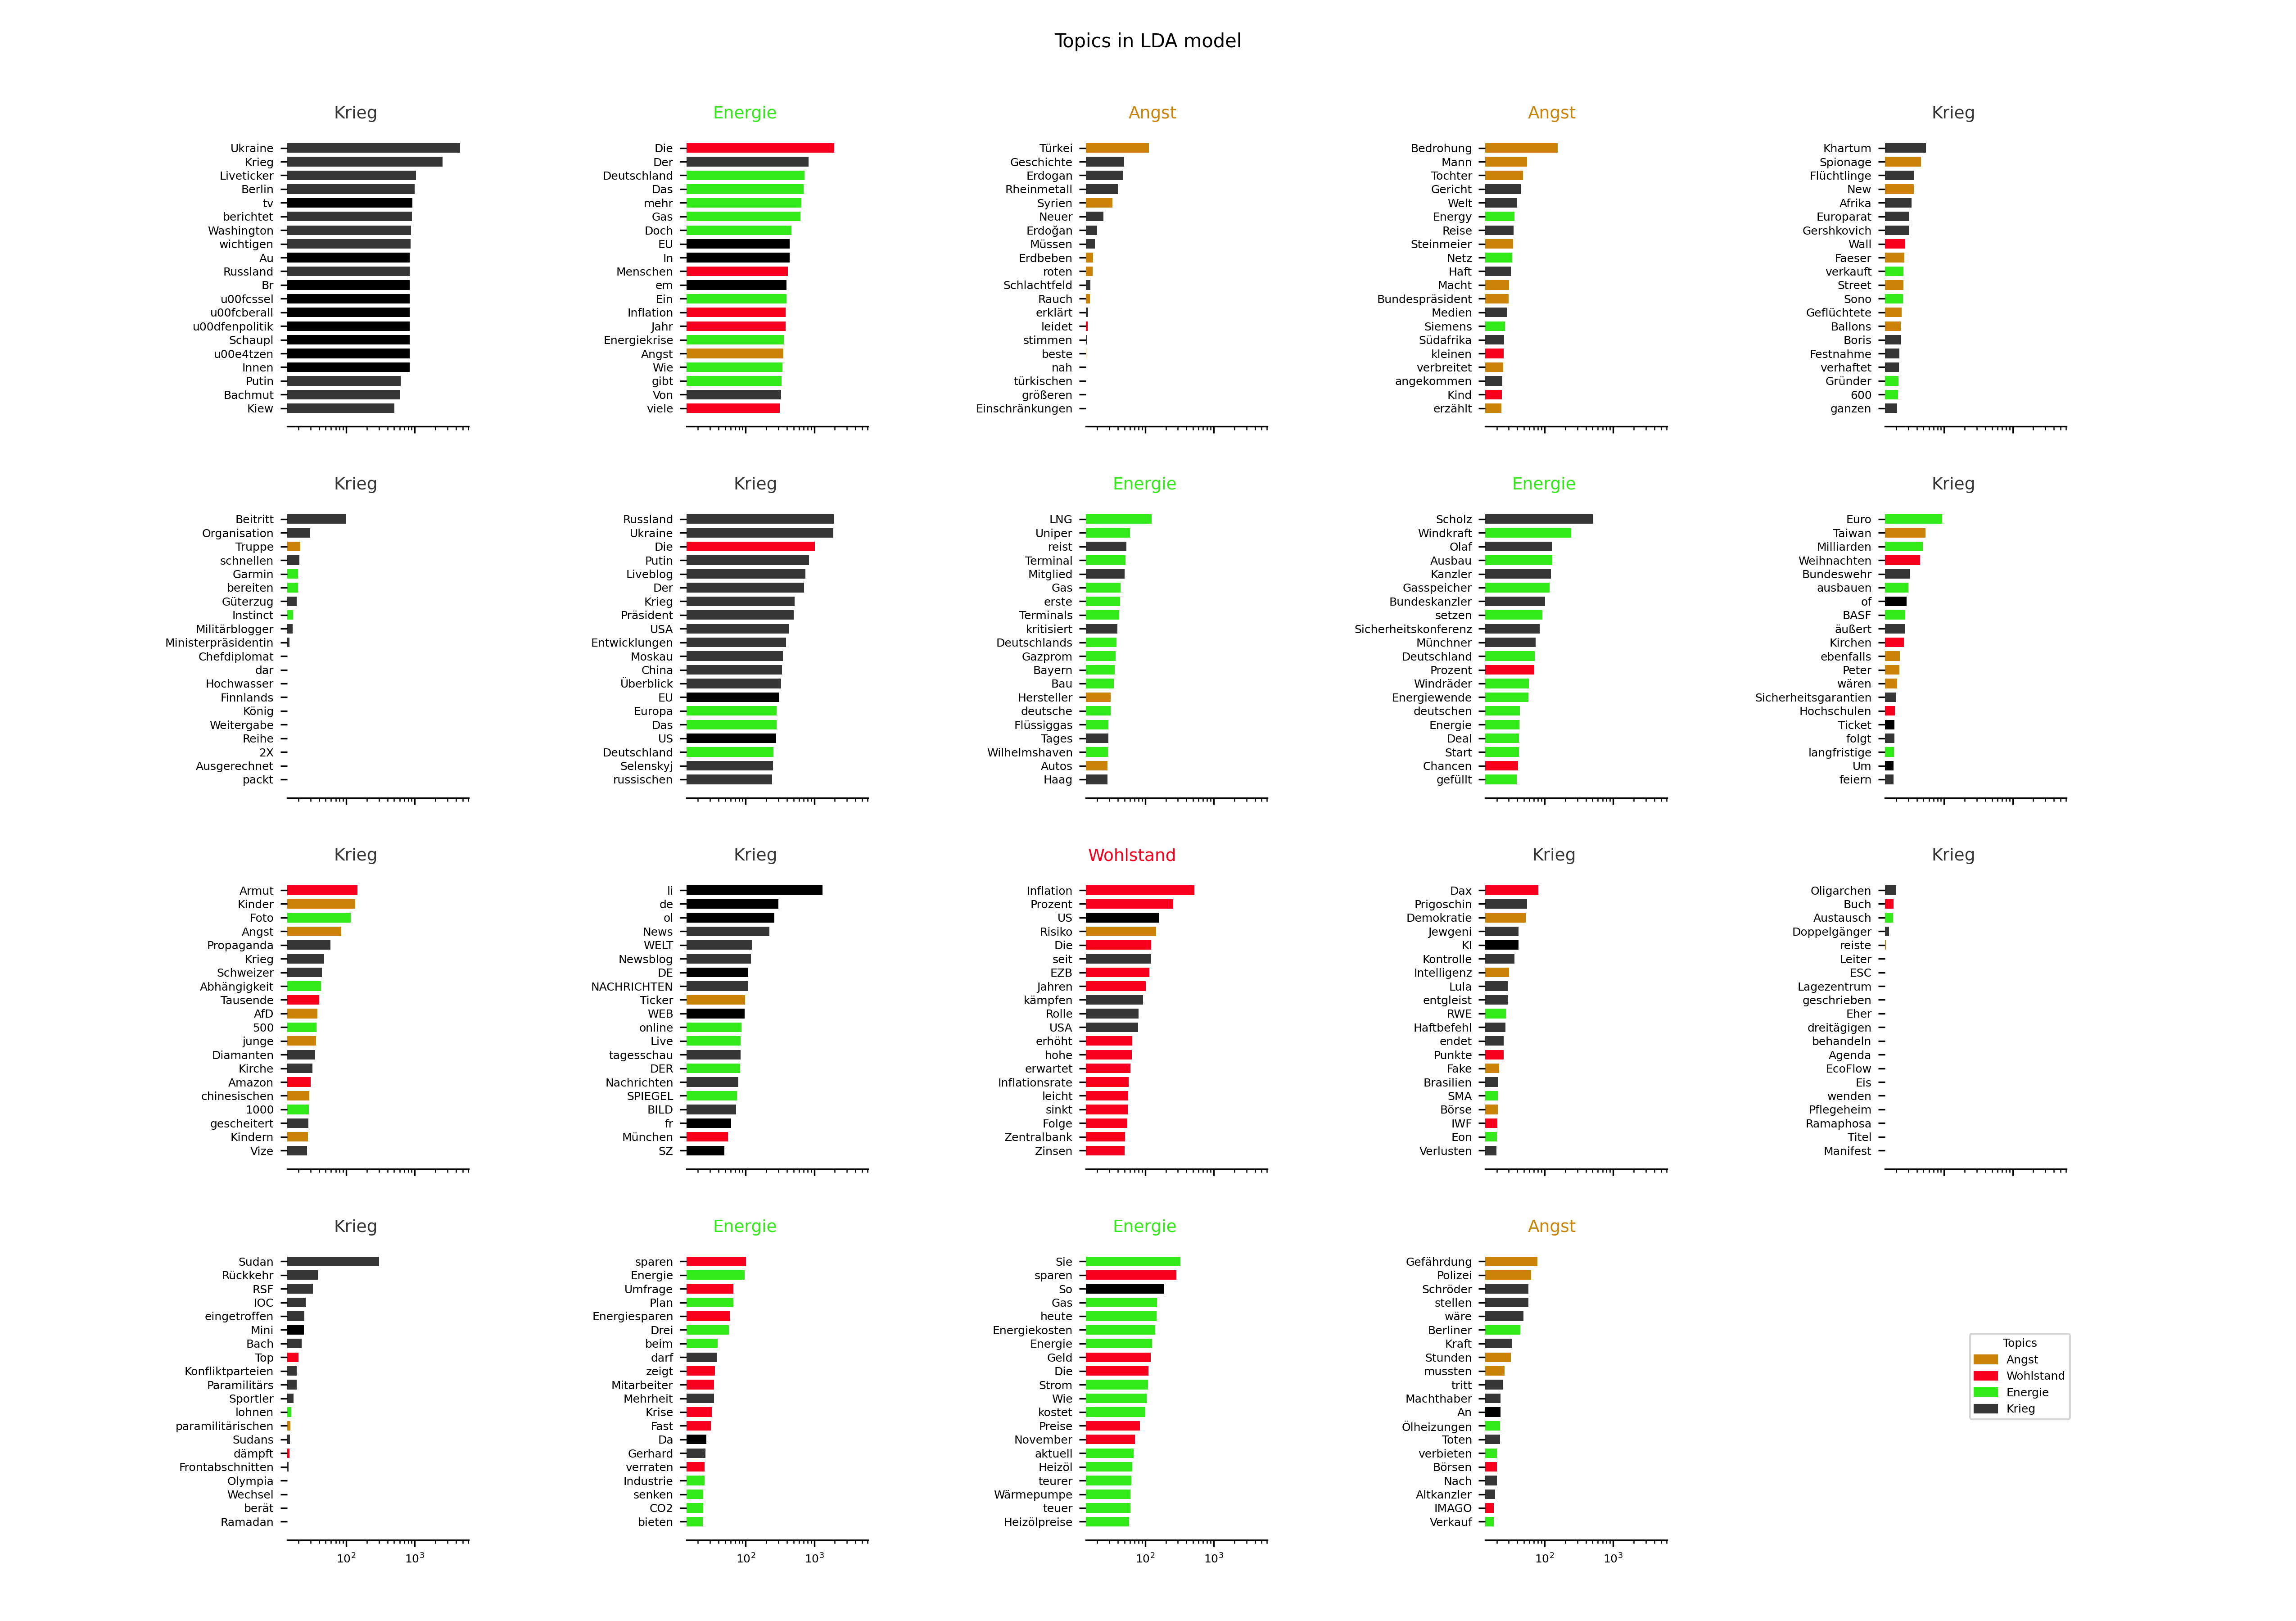 Topics in LDA model
Krieg
Ukraine
Krieg
Liveticker
Berlin
tv
berichtet
Washington
wichtigen
Au
Russland
Br
u00fcssel
u00fcberall
u00dfenpolitik
Schaupl
u00e4tzen
Innen
Putin
Bachmut
Kiew
Energie
Die
Der
Deutschland
Das
mehr
Gas
Doch
EU
In
Menschen
em
Ein
Inflation
Jahr
Energiekrise
Angst
Wie
gibt
Von
viele
Angst
Türkei
Geschichte
Erdogan
Rheinmetall
Syrien
Neuer
Erdoğan
Müssen
Erdbeben
roten
Schlachtfeld
Rauch
erklärt
leidet
stimmen
beste
nah
türkischen
größeren
Einschränkungen
Angst
Bedrohung
Mann
Tochter
Gericht
Welt
Energy
Reise
Steinmeier
Netz
Haft
Macht
Bundespräsident
Medien
Siemens
Südafrika
kleinen
verbreitet
angekommen
Kind
erzählt
Krieg
Khartum
Spionage
Flüchtlinge
New
Afrika
Europarat
Gershkovich
Wall
Faeser
verkauft
Street
Sono
Geflüchtete
Ballons
Boris
Festnahme
verhaftet
Gründer
600
ganzen
Krieg
Beitritt
Organisation
Truppe
schnellen
Garmin
bereiten
Güterzug
Instinct
Militärblogger
Ministerpräsidentin
Chefdiplomat
dar
Hochwasser
Finnlands
König
Weitergabe
Reihe
2X
Ausgerechnet
packt
Krieg
Russland
Ukraine
Die
Putin
Liveblog
Der
Krieg
Präsident
USA
Entwicklungen
Moskau
China
Überblick
EU
Europa
Das
US
Deutschland
Selenskyj
russischen
Energie
LNG
Uniper
reist
Terminal
Mitglied
Gas
erste
Terminals
kritisiert
Deutschlands
Gazprom
Bayern
Bau
Hersteller
deutsche
Flüssiggas
Tages
Wilhelmshaven
Autos
Haag
Energie
Scholz
Windkraft
Olaf
Ausbau
Kanzler
Gasspeicher
Bundeskanzler
setzen
Sicherheitskonferenz
Münchner
Deutschland
Prozent
Windräder
Energiewende
deutschen
Energie
Deal
Start
Chancen
gefüllt
Krieg
Euro
Taiwan
Milliarden
Weihnachten
Bundeswehr
ausbauen
of
BASF
äußert
Kirchen
ebenfalls
Peter
wären
Sicherheitsgarantien
Hochschulen
Ticket
folgt
langfristige
Um
feiern
Krieg
Armut
Kinder
Foto
Angst
Propaganda
Krieg
Schweizer
Abhängigkeit
Tausende
AfD
500
junge
Diamanten
Kirche
Amazon
chinesischen
1000
gescheitert
Kindern
Vize
Krieg
li
de
ol
News
WELT
Newsblog
DE
NACHRICHTEN
Ticker
WEB
online
Live
tagesschau
DER
Nachrichten
SPIEGEL
BILD
fr
München
SZ
Wohlstand
Inflation
Prozent
US
Risiko
Die
seit
EZB
Jahren
kämpfen
Rolle
USA
erhöht
hohe
erwartet
Inflationsrate
leicht
sinkt
Folge
Zentralbank
Zinsen
Krieg
Dax
Prigoschin
Demokratie
Jewgeni
KI
Kontrolle
Intelligenz
Lula
entgleist
RWE
Haftbefehl
endet
Punkte
Fake
Brasilien
SMA
Börse
IWF
Eon
Verlusten
Krieg
Oligarchen
Buch
Austausch
Doppelgänger
reiste
Leiter
ESC
Lagezentrum
geschrieben
Eher
dreitägigen
behandeln
Agenda
EcoFlow
Eis
wenden
Pflegeheim
Ramaphosa
Titel
Manifest
Krieg
Sudan
Rückkehr
RSF
IOC
eingetroffen
Mini
Bach
Top
Konfliktparteien
Paramilitärs
Sportler
lohnen
paramilitärischen
Sudans
dämpft
Frontabschnitten
Olympia
Wechsel
berät
Ramadan
10² 10³
Energie
sparen
Energie
Umfrage
Plan
Energiesparen
Drei
beim
darf
zeigt
Mitarbeiter
Mehrheit
Krise
Fast
Da
Gerhard
verraten
Industrie
senken
CO2
bieten
10² 10³
Energie
Sie
sparen
So
Gas
heute
Energiekosten
Energie
Geld
Die
Strom
Wie
kostet
Preise
November
aktuell
Heizöl
teurer
Wärmepumpe
teuer
Heizölpreise
10² 10³
Angst
Gefährdung
Polizei
Schröder
stellen
wäre
Berliner
Kraft
Stunden
mussten
tritt
Machthaber
An
Ölheizungen
Toten
verbieten
Börsen
Nach
Altkanzler
IMAGO
Verkauf
10² 10³
Topics
Angst
Wohlstand
Energie
Krieg